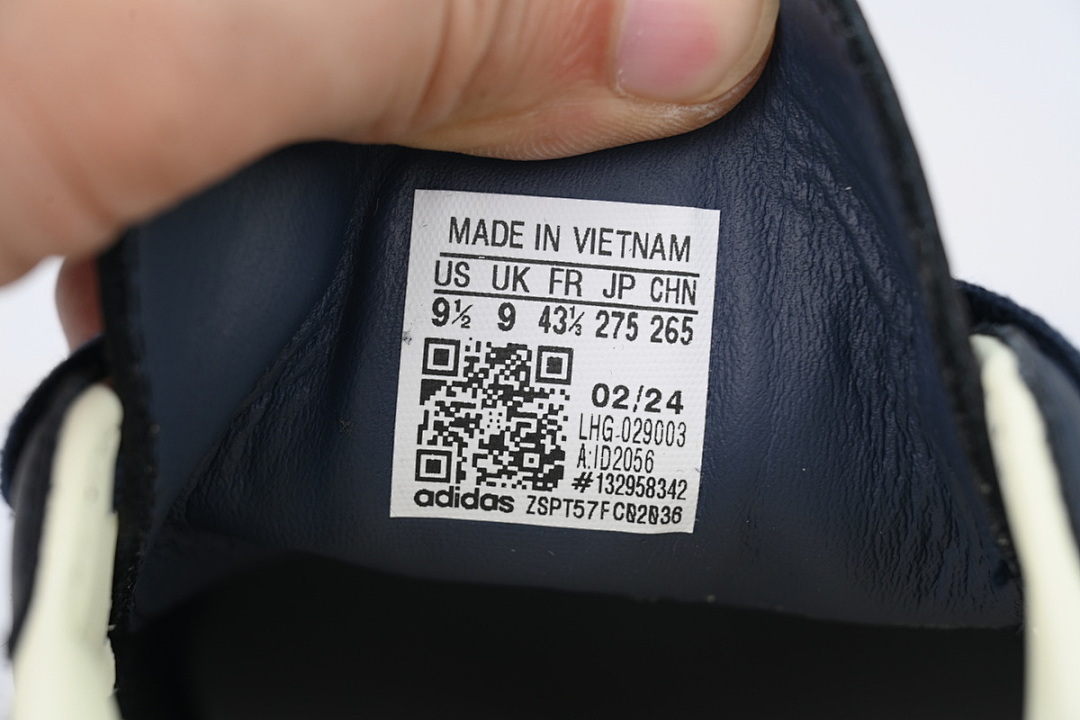 MADE IN VIETNAM
US UK FR JP CHN
9½ 9 43⅓ 275 265
02/24
LHG-029003
A:ID2056
#132958342
adidas ZSPT57FC02036